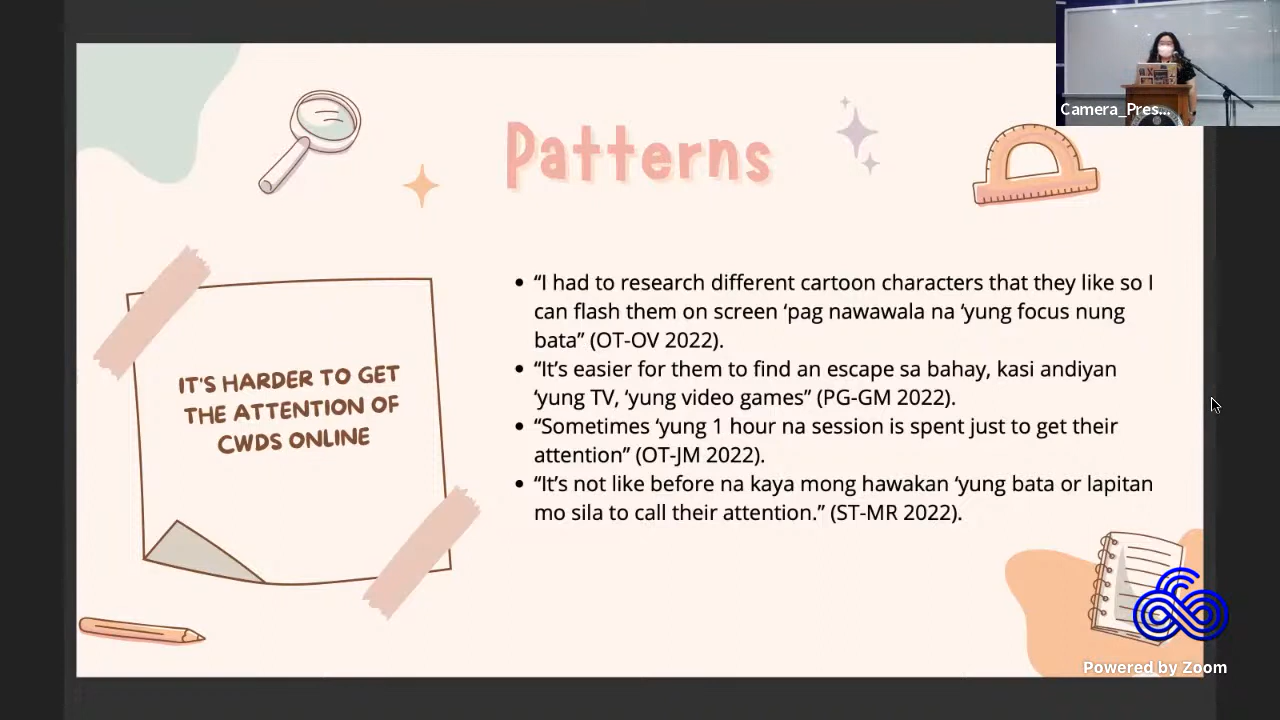 Camera_Pres...
Patterns
IT'S HARDER TO GET
THE ATTENTION OF
CWDS ONLINE
• “I had to research different cartoon characters that they like so I
can flash them on screen ‘pag nawawala na ‘yung focus nung
bata” (OT-OV 2022).
• “It’s easier for them to find an escape sa bahay, kasi andiyan
‘yung TV, ‘yung video games” (PG-GM 2022).
• “Sometimes ‘yung 1 hour na session is spent just to get their
attention” (OT-JM 2022).
• “It’s not like before na kaya mong hawakan ‘yung bata or lapitan
mo sila to call their attention.” (ST-MR 2022).
Powered by Zoom